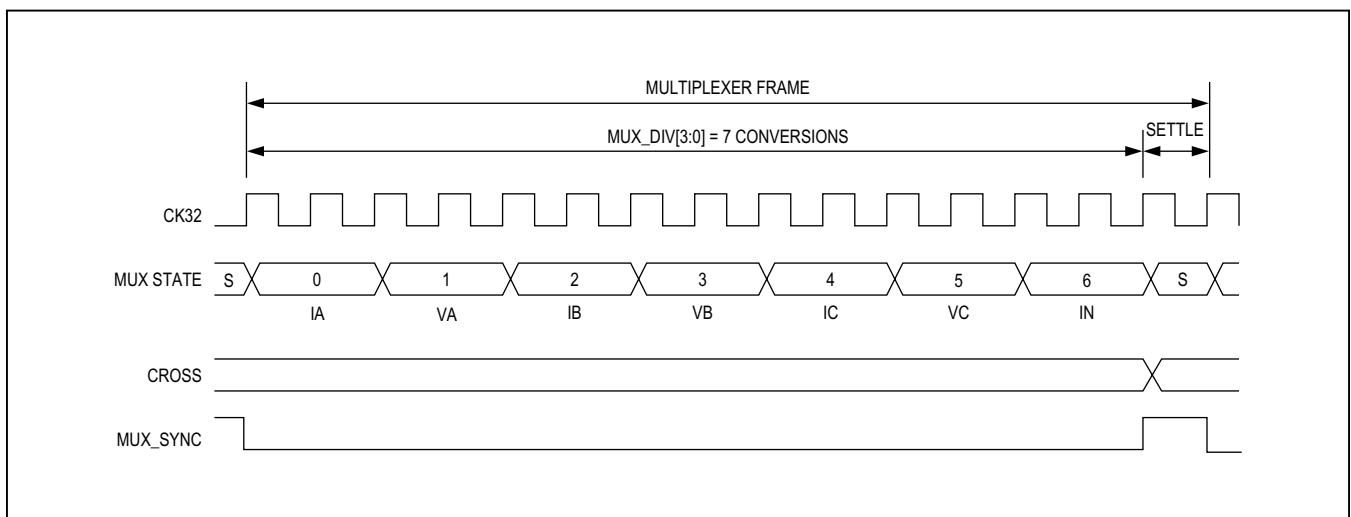 MULTIPLEXER FRAME
MUX_DIV[3:0] = 7 CONVERSIONS
SETTLE
CK32
MUX STATE S 0 1 2 3 4 5 6 S
IA VA IB VB IC VC IN
CROSS
MUX_SYNC